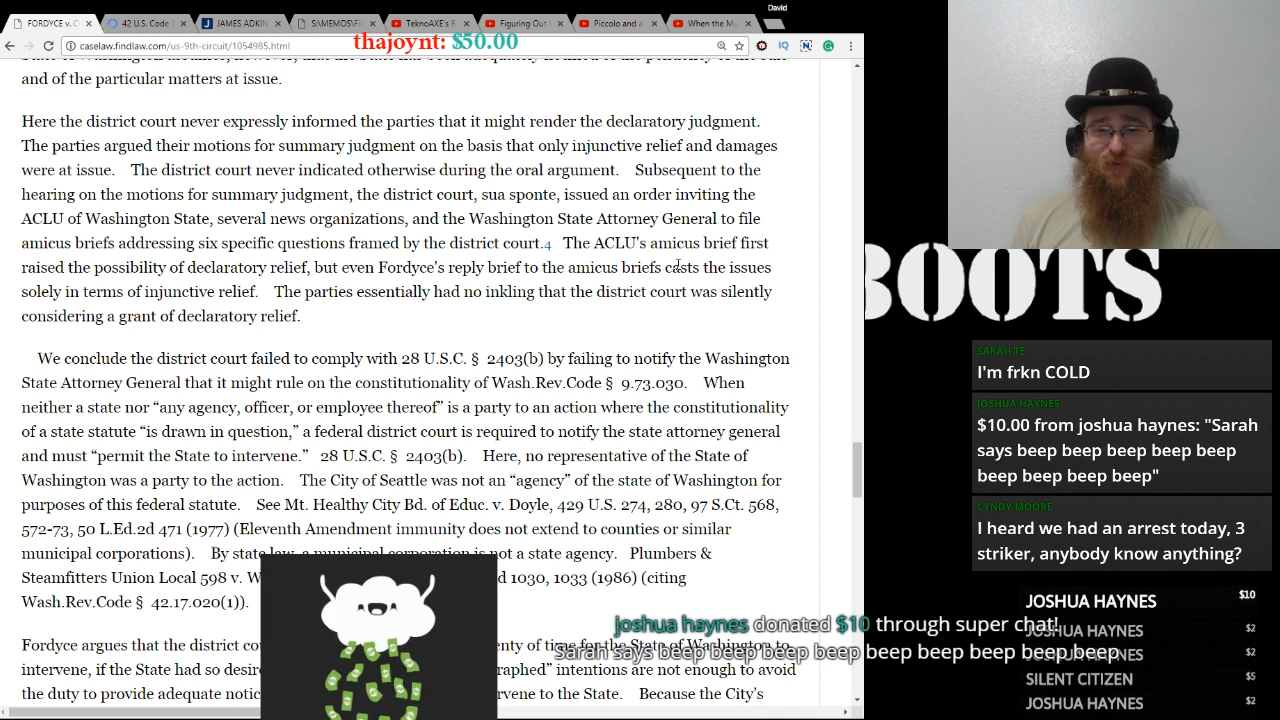 David
FORDYCE v. C
42 U.S. Code
JAMES ADKIN
S:\MEMOS\FI
TeknoAXE's R
Figuring Out
Piccolo and a
When the Mu
caselaw.findlaw.com/us-9th-circuit/1054985.html
thajoynt: $50.00
and of the particular matters at issue.
Here the district court never expressly informed the parties that it might render the declaratory judgment.
The parties argued their motions for summary judgment on the basis that only injunctive relief and damages
were at issue. The district court never indicated otherwise during the oral argument. Subsequent to the
hearing on the motions for summary judgment, the district court, sua sponte, issued an order inviting the
ACLU of Washington State, several news organizations, and the Washington State Attorney General to file
amicus briefs addressing six specific questions framed by the district court.4 The ACLU's amicus brief first
raised the possibility of declaratory relief, but even Fordyce's reply brief to the amicus briefs casts the issues
solely in terms of injunctive relief. The parties essentially had no inkling that the district court was silently
considering a grant of declaratory relief.
We conclude the district court failed to comply with 28 U.S.C. § 2403(b) by failing to notify the Washington
State Attorney General that it might rule on the constitutionality of Wash.Rev.Code § 9.73.030. When
neither a state nor “any agency, officer, or employee thereof” is a party to an action where the constitutionality
of a state statute “is drawn in question,” a federal district court is required to notify the state attorney general
and must “permit the State to intervene.” 28 U.S.C. § 2403(b). Here, no representative of the State of
Washington was a party to the action. The City of Seattle was not an “agency” of the state of Washington for
purposes of this federal statute. See Mt. Healthy City Bd. of Educ. v. Doyle, 429 U.S. 274, 280, 97 S.Ct. 568,
572-73, 50 L.Ed.2d 471 (1977) (Eleventh Amendment immunity does not extend to counties or similar
municipal corporations). By state law, a municipal corporation is not a state agency. Plumbers &
Steamfitters Union Local 598 v. W d 1030, 1033 (1986) (citing
Wash.Rev.Code § 42.17.020(1)).
Fordyce argues that the district cou enty of time for the State of Washington to
intervene, if the State had so desire raphed” intentions are not enough to avoid
the duty to provide adequate notic rvene to the State. Because the City's
BOOTS
SARAH TE
I'm frkn COLD
JOSHUA HAYNES
$10.00 from joshua haynes: "Sarah
says beep beep beep beep beep
beep beep beep beep"
CYNDY MOORE
I heard we had an arrest today, 3
striker, anybody know anything?
JOSHUA HAYNES $10
JOSHUA HAYNES $2
JOSHUA HAYNES $2
SILENT CITIZEN $5
JOSHUA HAYNES $2
joshua haynes donated $10 through super chat!
Sarah says beep beep beep beep beep beep beep beep beep